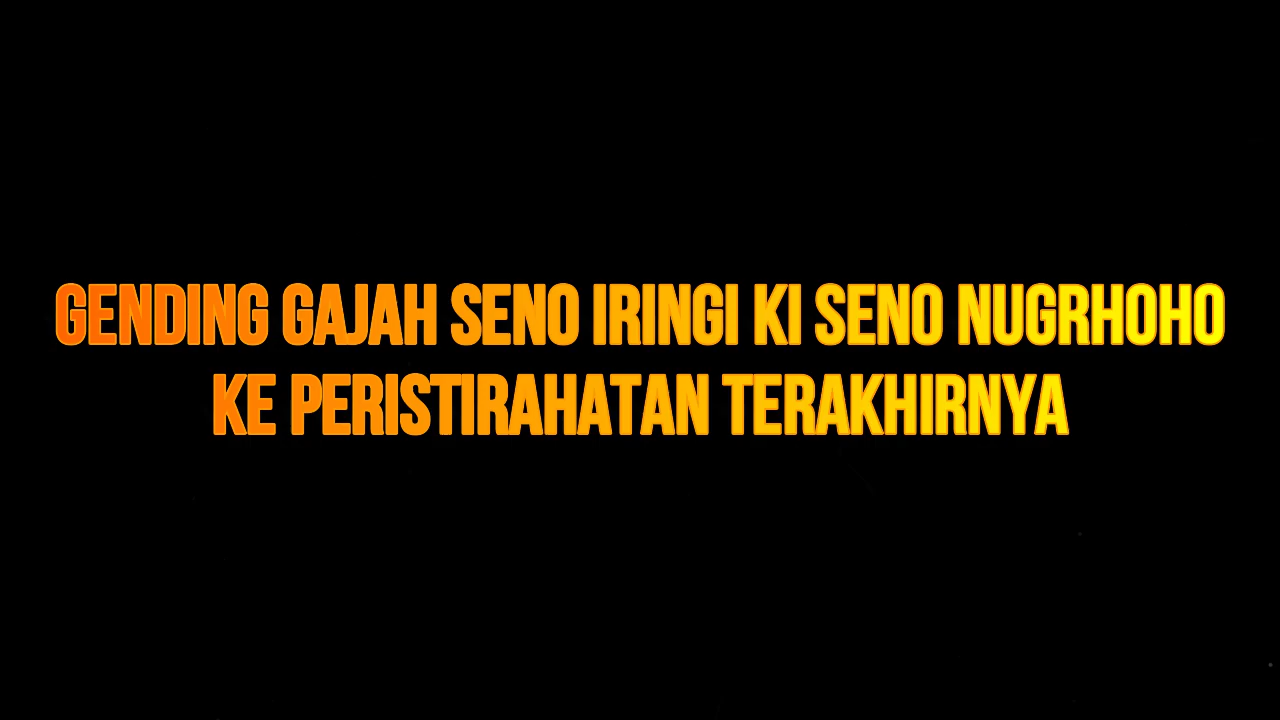 GENDING GAJAH SENO IRINGI KI SENO NUGRHOHO
KE PERISTIRAHATAN TERAKHIRNYA